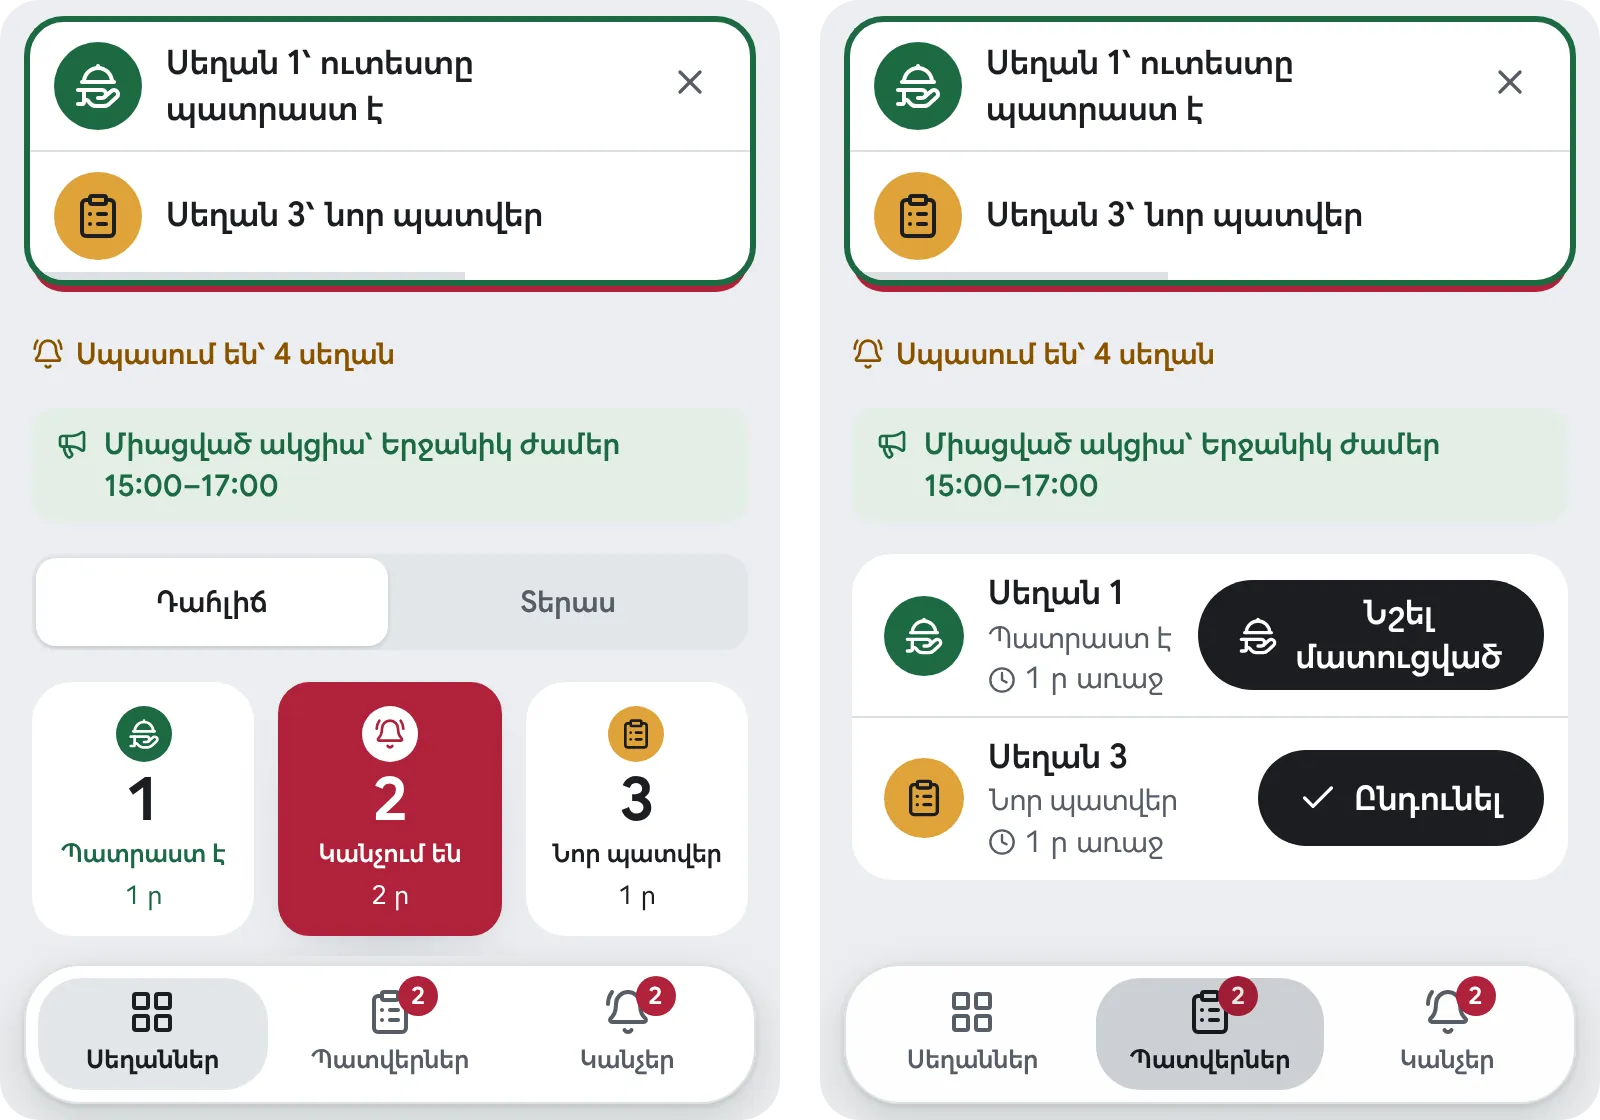 Սեղան 1՝ ուտեստը
պատրաստ է
Սեղան 3՝ նոր պատվեր
Սպասում են՝ 4 սեղան
Միացված ակցիա՝ Երջանիկ ժամեր
15:00–17:00
Դահլիճ
Տերաս
1
Պատրաստ է
1 ր
2
Կանչում են
2 ր
3
Նոր պատվեր
1 ր
Սեղաններ
2
Պատվերներ
2
Կանչեր
Սեղան 1՝ ուտեստը
պատրաստ է
Սեղան 3՝ նոր պատվեր
Սպասում են՝ 4 սեղան
Միացված ակցիա՝ Երջանիկ ժամեր
15:00–17:00
Սեղան 1
Պատրաստ է
1 ր առաջ
Նշել
մատուցված
Սեղան 3
Նոր պատվեր
1 ր առաջ
Ընդունել
Սեղաններ
2
Պատվերներ
2
Կանչեր